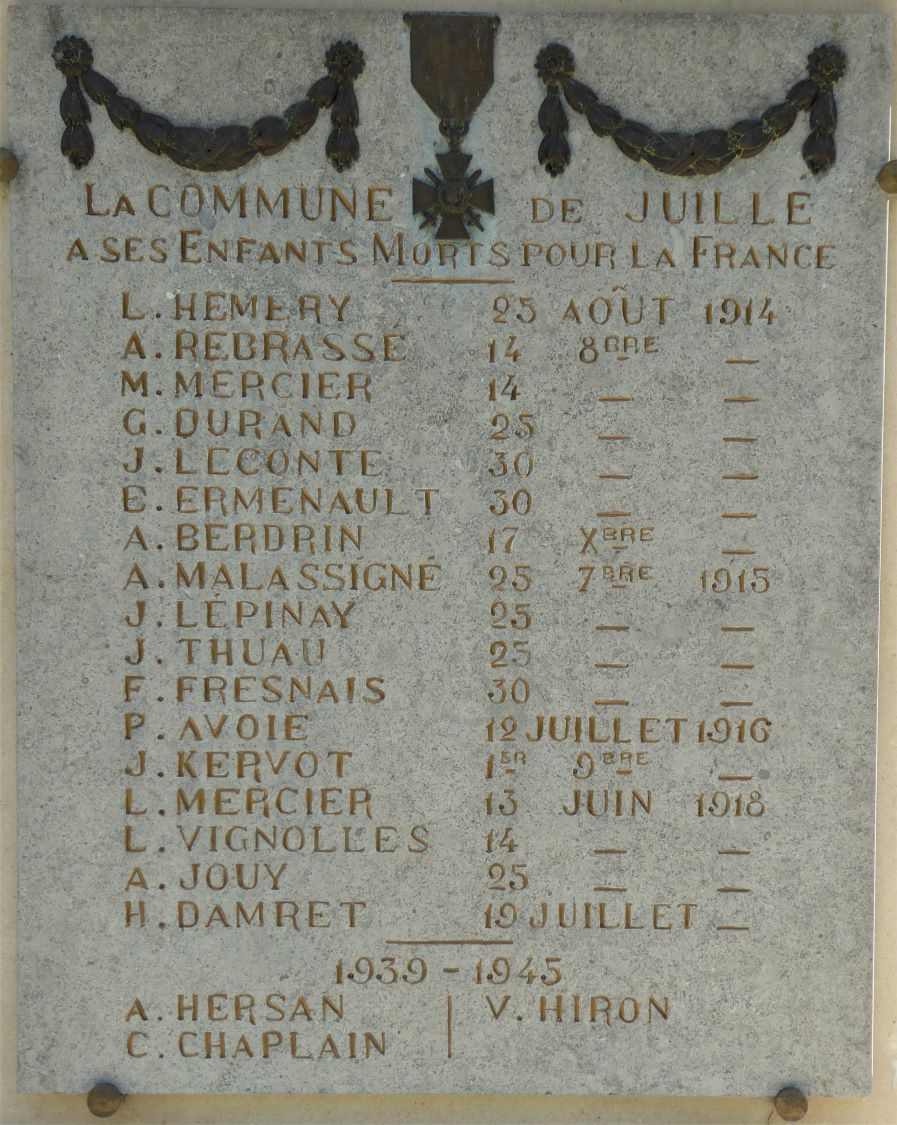 LA COMMUNE DE JUILLÉ
A SES ENFANTS MORTS POUR LA FRANCE
L. HEMERY 25 AOÛT 1914
A. REBRASSÉ 14 8BRE _
M. MERCIER 14 _ _
G. DURAND 25 _ _
J. LECONTE 30 _ _
E. ERMENAULT 30 _ _
A. BERDRIN 17 XBRE _
A. MALASSIGNÉ 25 7BRE 1915
J. LÉPINAY 25 _ _
J. THUAU 25 _ _
F. FRESNAIS 30 _ _
P. AVOIE 12 JUILLET 1916
J. KERVOT 1ER 9BRE _
L. MERCIER 13 JUIN 1918
L. VIGNOLLES 14 _ _
A. JOUY 25 _ _
H. DAMRET 19 JUILLET _
1939 - 1945
A. HERSAN | V. HIRON
C. CHAPLAIN |